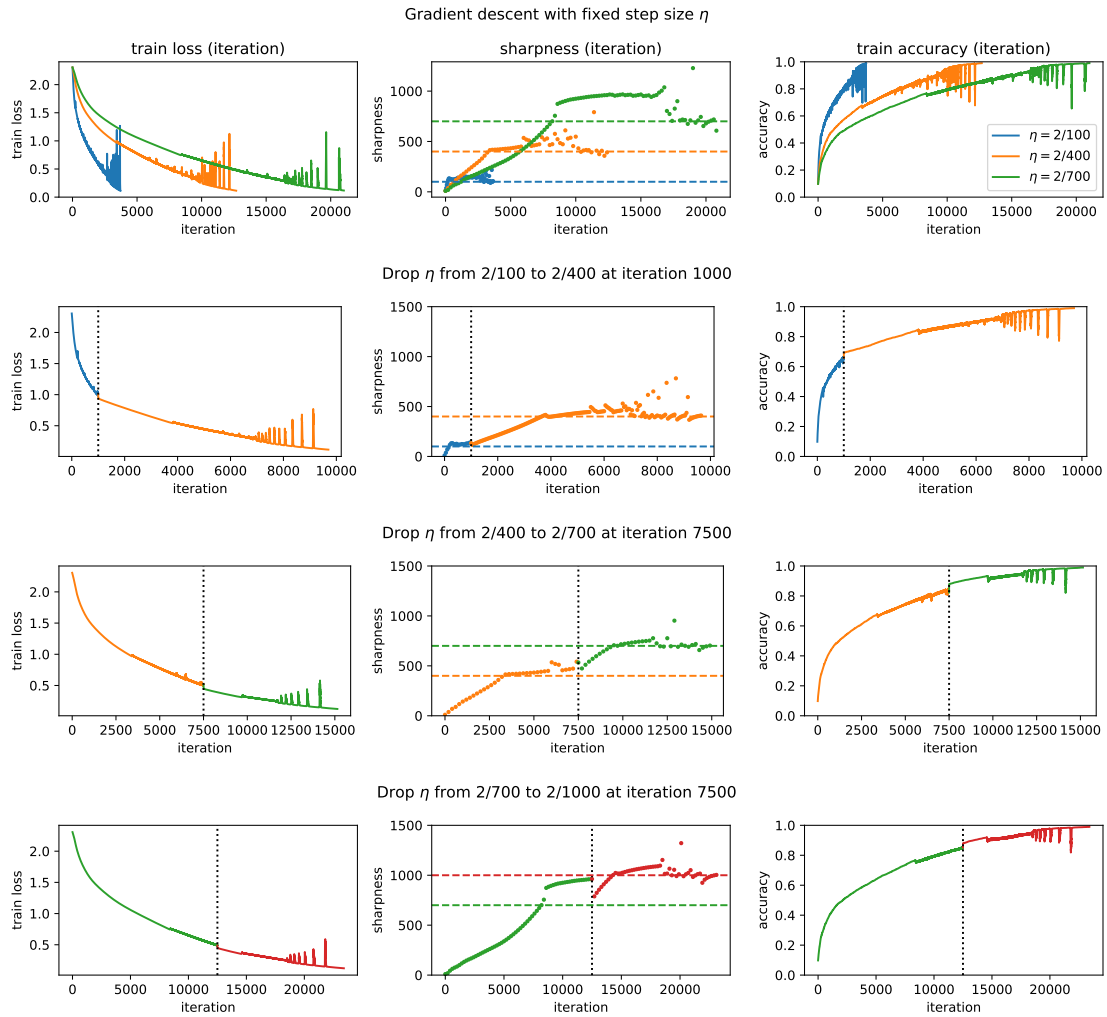 Gradient descent with fixed step size η
train loss (iteration)
sharpness (iteration)
train accuracy (iteration)
train loss
2.0
1.5
1.0
0.5
0.0
0 5000 10000 15000 20000
iteration
sharpness
1000
500
0
0 5000 10000 15000 20000
iteration
accuracy
1.0
0.8
0.6
0.4
0.2
0.0
η = 2/100
η = 2/400
η = 2/700
0 5000 10000 15000 20000
iteration
Drop η from 2/100 to 2/400 at iteration 1000
train loss
2.0
1.5
1.0
0.5
0 2000 4000 6000 8000 10000
iteration
sharpness
1500
1000
500
0
0 2000 4000 6000 8000 10000
iteration
accuracy
1.0
0.8
0.6
0.4
0.2
0.0
0 2000 4000 6000 8000 10000
iteration
Drop η from 2/400 to 2/700 at iteration 7500
train loss
2.0
1.5
1.0
0.5
0 2500 5000 7500 10000 12500 15000
iteration
sharpness
1500
1000
500
0
0 2500 5000 7500 10000 12500 15000
iteration
accuracy
1.0
0.8
0.6
0.4
0.2
0.0
0 2500 5000 7500 10000 12500 15000
iteration
Drop η from 2/700 to 2/1000 at iteration 7500
train loss
2.0
1.5
1.0
0.5
0 5000 10000 15000 20000
iteration
sharpness
1500
1000
500
0
0 5000 10000 15000 20000
iteration
accuracy
1.0
0.8
0.6
0.4
0.2
0.0
0 5000 10000 15000 20000
iteration